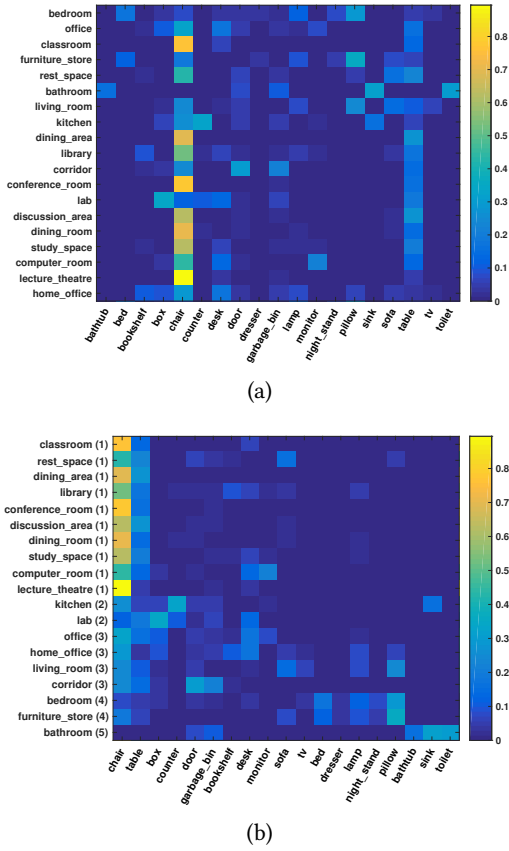 bedroom
office
classroom
furniture_store
rest_space
bathroom
living_room
kitchen
dining_area
library
corridor
conference_room
lab
discussion_area
dining_room
study_space
computer_room
lecture_theatre
home_office
bathtub
bed
bookshelf
box
chair
counter
desk
door
dresser
garbage_bin
lamp
monitor
night_stand
pillow
sink
sofa
table
tv
toilet
0.8
0.7
0.6
0.5
0.4
0.3
0.2
0.1
0
(a)
classroom (1)
rest_space (1)
dining_area (1)
library (1)
conference_room (1)
discussion_area (1)
dining_room (1)
study_space (1)
computer_room (1)
lecture_theatre (1)
kitchen (2)
lab (2)
office (3)
home_office (3)
living_room (3)
corridor (3)
bedroom (4)
furniture_store (4)
bathroom (5)
chair
table
box
counter
door
garbage_bin
bookshelf
desk
monitor
sofa
tv
bed
dresser
lamp
night_stand
pillow
bathtub
sink
toilet
0.8
0.7
0.6
0.5
0.4
0.3
0.2
0.1
0
(b)